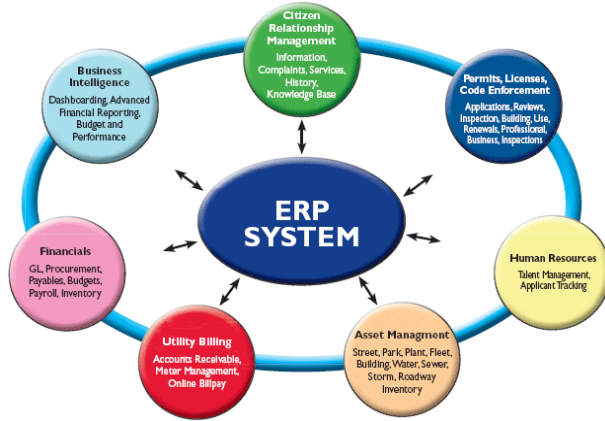 Citizen
Relationship
Management
Information,
Complaints, Services,
History,
Knowledge Base
Business
Intelligence
Dashboarding, Advanced
Financial Reporting,
Budget and
Performance
Permits, Licenses,
Code Enforcement
Applications, Reviews,
Inspection, Building, Use,
Renewals, Professional,
Business, Inspections
ERP
SYSTEM
Financials
GL, Procurement,
Payables, Budgets,
Payroll, Inventory
Human Resources
Talent Management,
Applicant Tracking
Utility Billing
Accounts Receivable,
Meter Management,
Online Billpay
Asset Managment
Street, Park, Plant, Fleet,
Building, Water, Sewer,
Storm, Roadway
Inventory